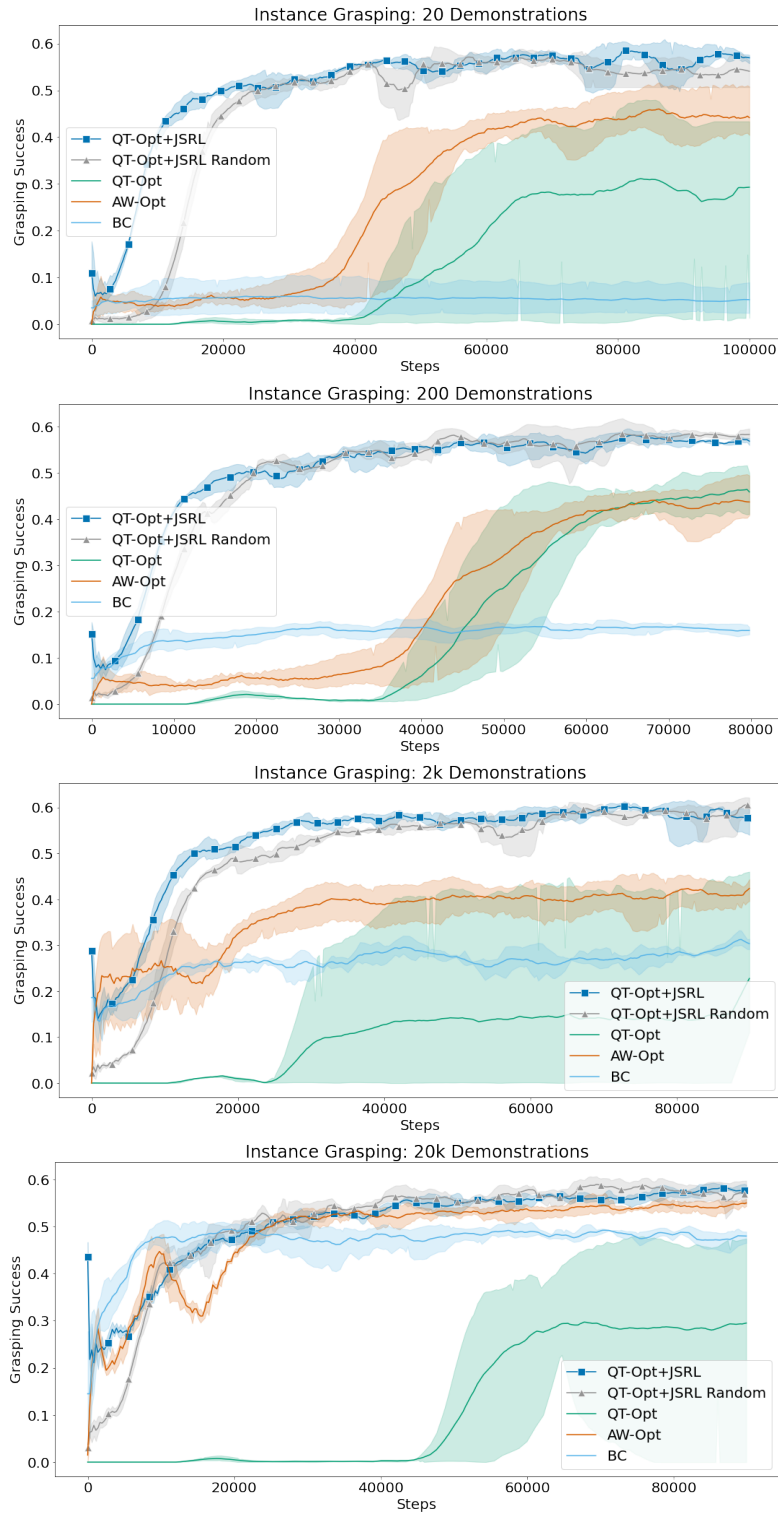 Instance Grasping: 20 Demonstrations
0.6
0.5
0.4
0.3
0.2
0.1
0.0
Grasping Success
QT-Opt+JSRL
QT-Opt+JSRL Random
QT-Opt
AW-Opt
BC
0 20000 40000 60000 80000 100000
Steps
Instance Grasping: 200 Demonstrations
0.6
0.5
0.4
0.3
0.2
0.1
0.0
Grasping Success
QT-Opt+JSRL
QT-Opt+JSRL Random
QT-Opt
AW-Opt
BC
0 10000 20000 30000 40000 50000 60000 70000 80000
Steps
Instance Grasping: 2k Demonstrations
0.6
0.5
0.4
0.3
0.2
0.1
0.0
Grasping Success
QT-Opt+JSRL
QT-Opt+JSRL Random
QT-Opt
AW-Opt
BC
0 20000 40000 60000 80000
Steps
Instance Grasping: 20k Demonstrations
0.6
0.5
0.4
0.3
0.2
0.1
0.0
Grasping Success
QT-Opt+JSRL
QT-Opt+JSRL Random
QT-Opt
AW-Opt
BC
0 20000 40000 60000 80000
Steps